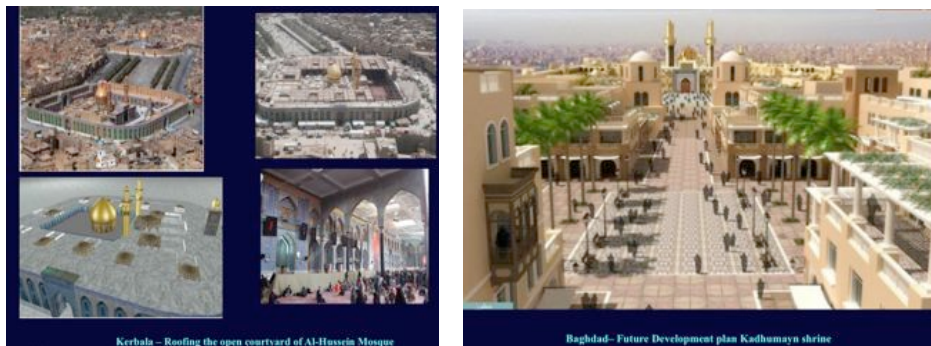 Kerbala – Roofing the open courtyard of Al-Hussein Mosque
Baghdad– Future Development plan Kadhumayn shrine